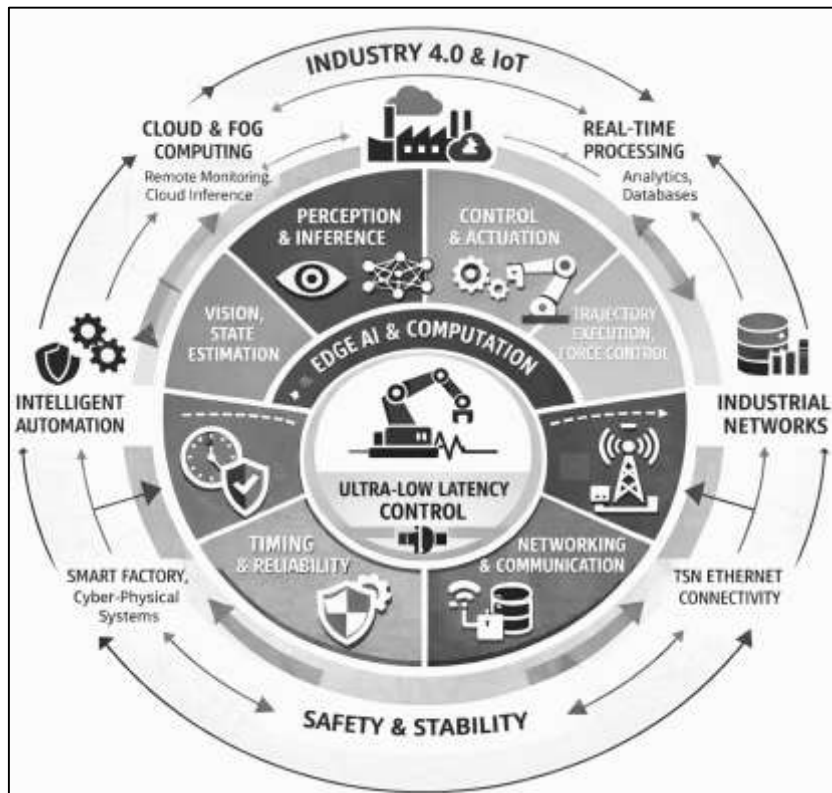 INDUSTRY 4.0 & IoT
CLOUD & FOG
COMPUTING
Remote Monitoring,
Cloud Inference
REAL-TIME
PROCESSING
Analytics,
Databases
PERCEPTION
& INFERENCE
CONTROL
& ACTUATION
VISION,
STATE
ESTIMATION
TRAJECTORY
EXECUTION,
FORCE CONTROL
EDGE AI & COMPUTATION
INTELLIGENT
AUTOMATION
INDUSTRIAL
NETWORKS
ULTRA-LOW LATENCY
CONTROL
TIMING
& RELIABILITY
NETWORKING
& COMMUNICATION
SMART FACTORY,
Cyber-Physical
Systems
TSN ETHERNET
CONNECTIVITY
SAFETY & STABILITY